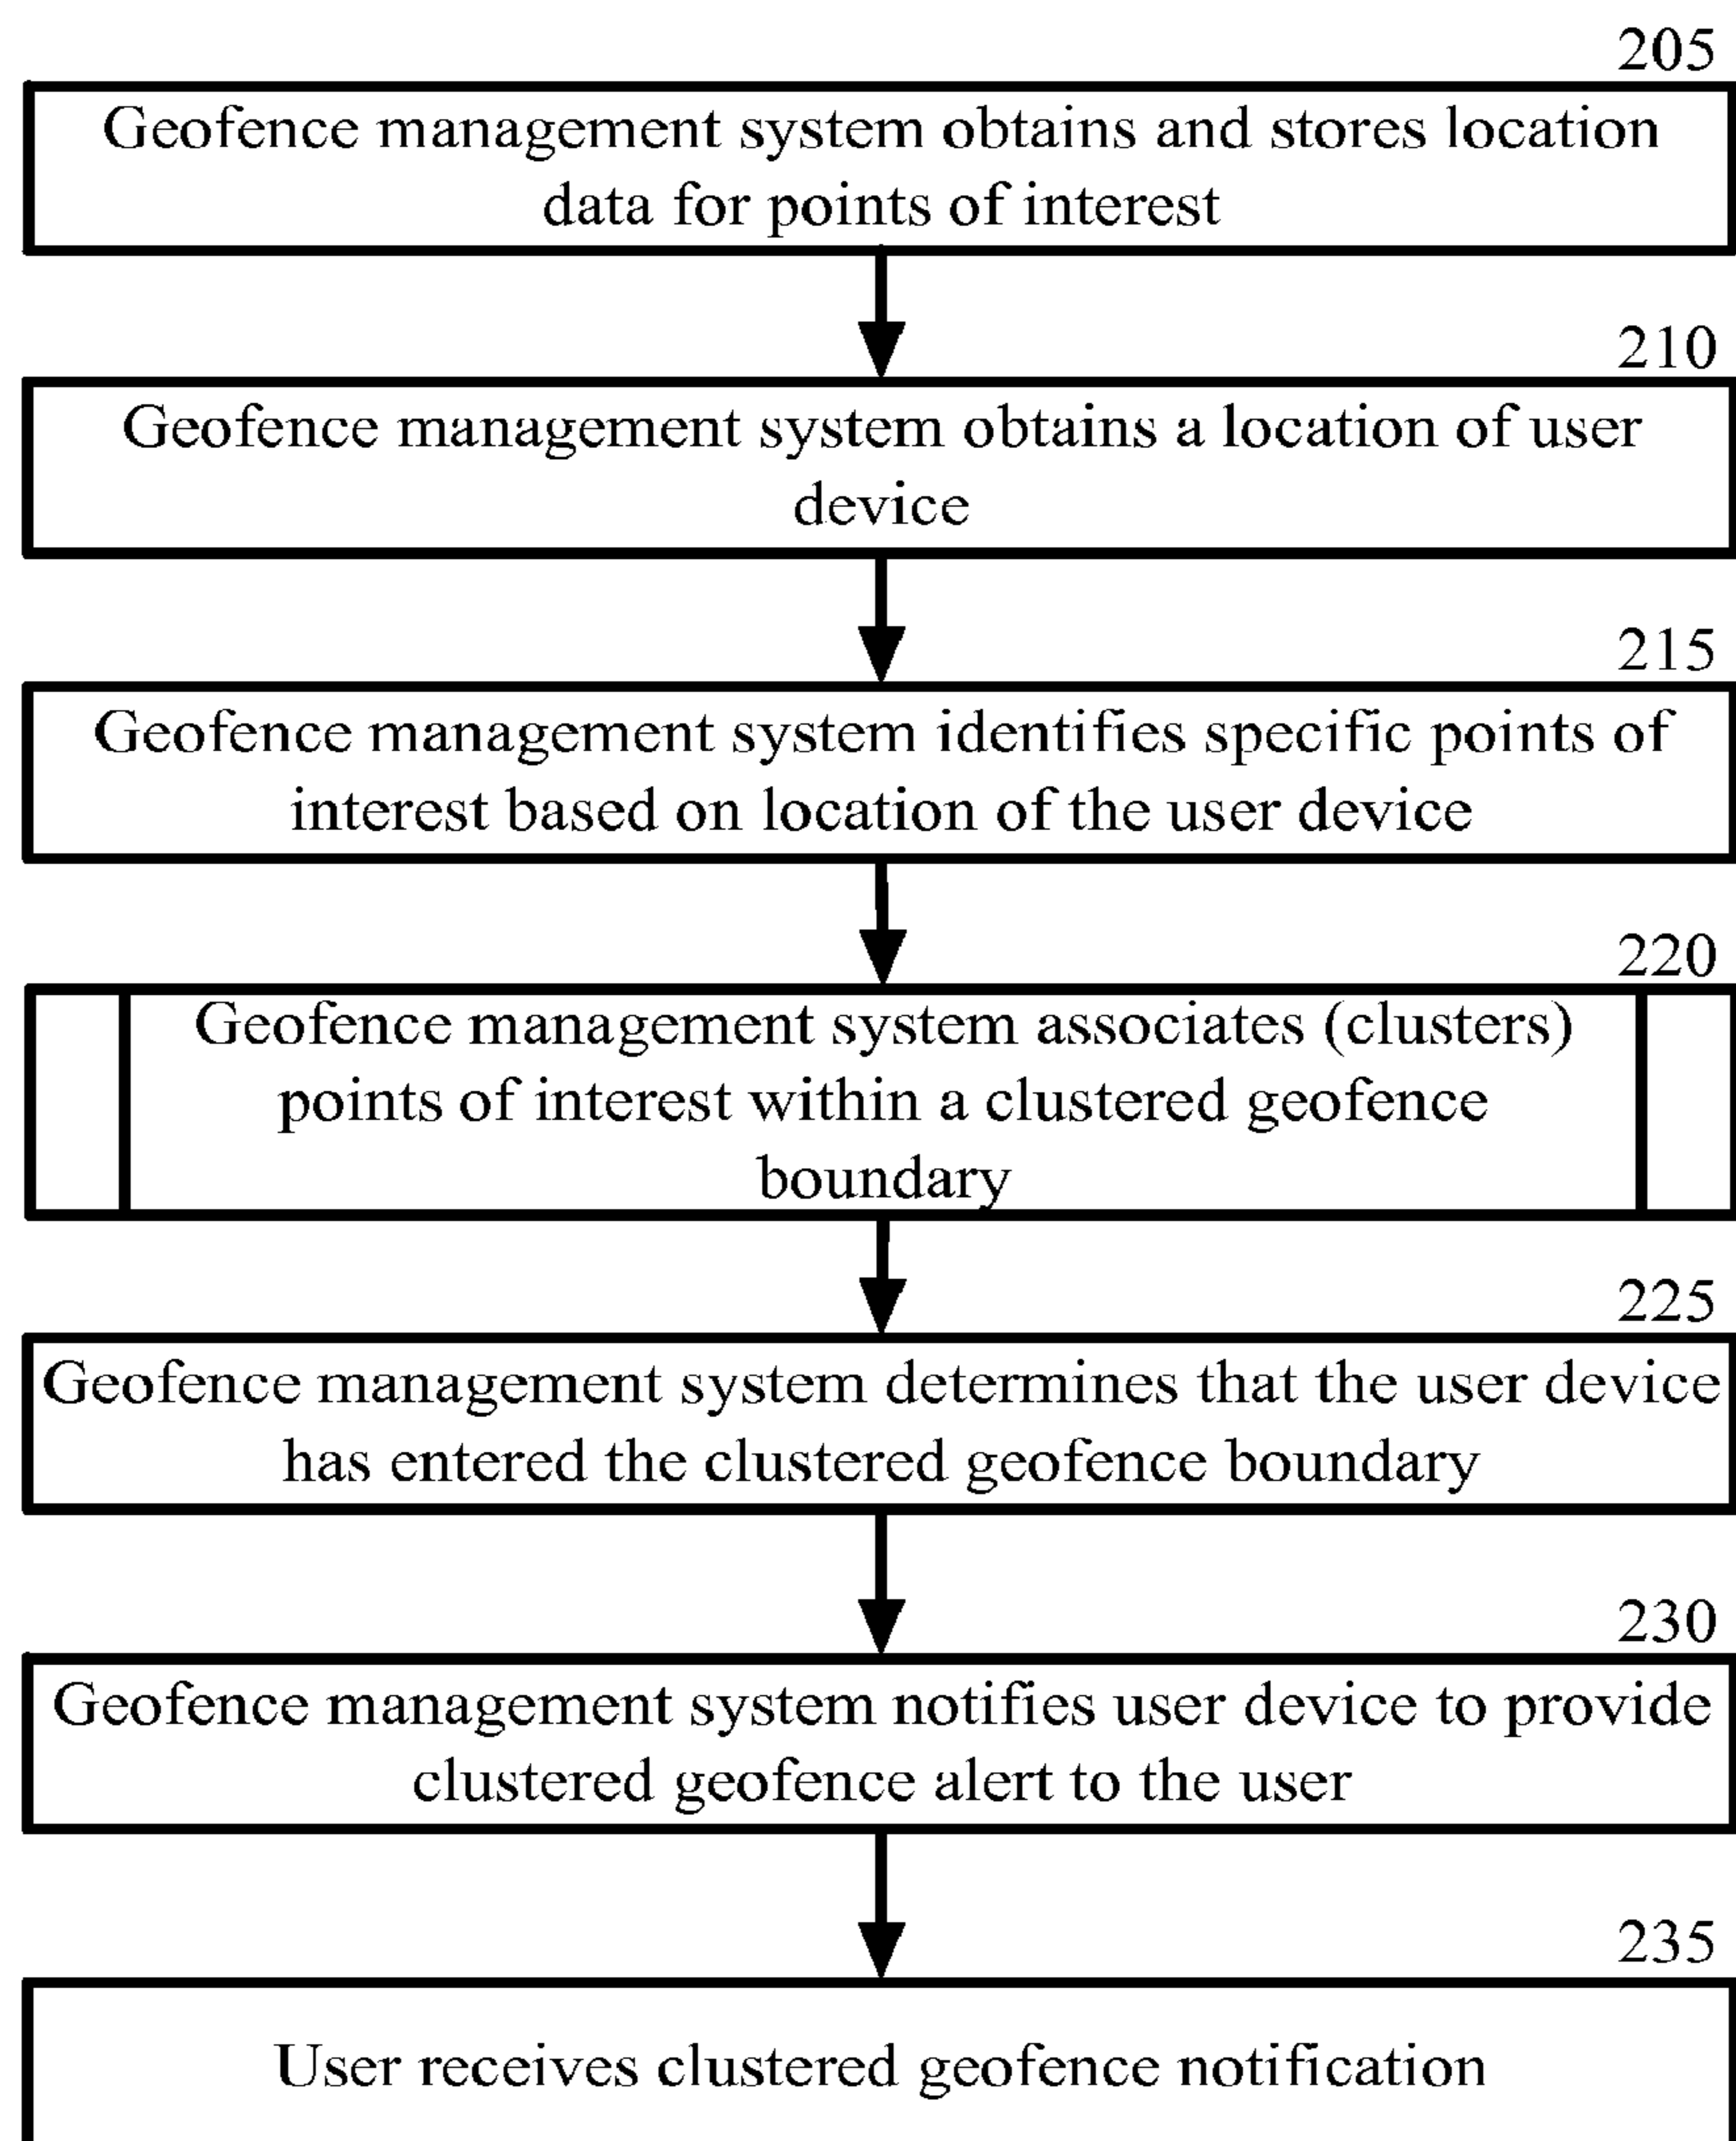 205
Geofence management system obtains and stores location
data for points of interest
210
Geofence management system obtains a location of user
device
215
Geofence management system identifies specific points of
interest based on location of the user device
220
Geofence management system associates (clusters)
points of interest within a clustered geofence
boundary
225
Geofence management system determines that the user device
has entered the clustered geofence boundary
230
Geofence management system notifies user device to provide
clustered geofence alert to the user
235
User receives clustered geofence notification